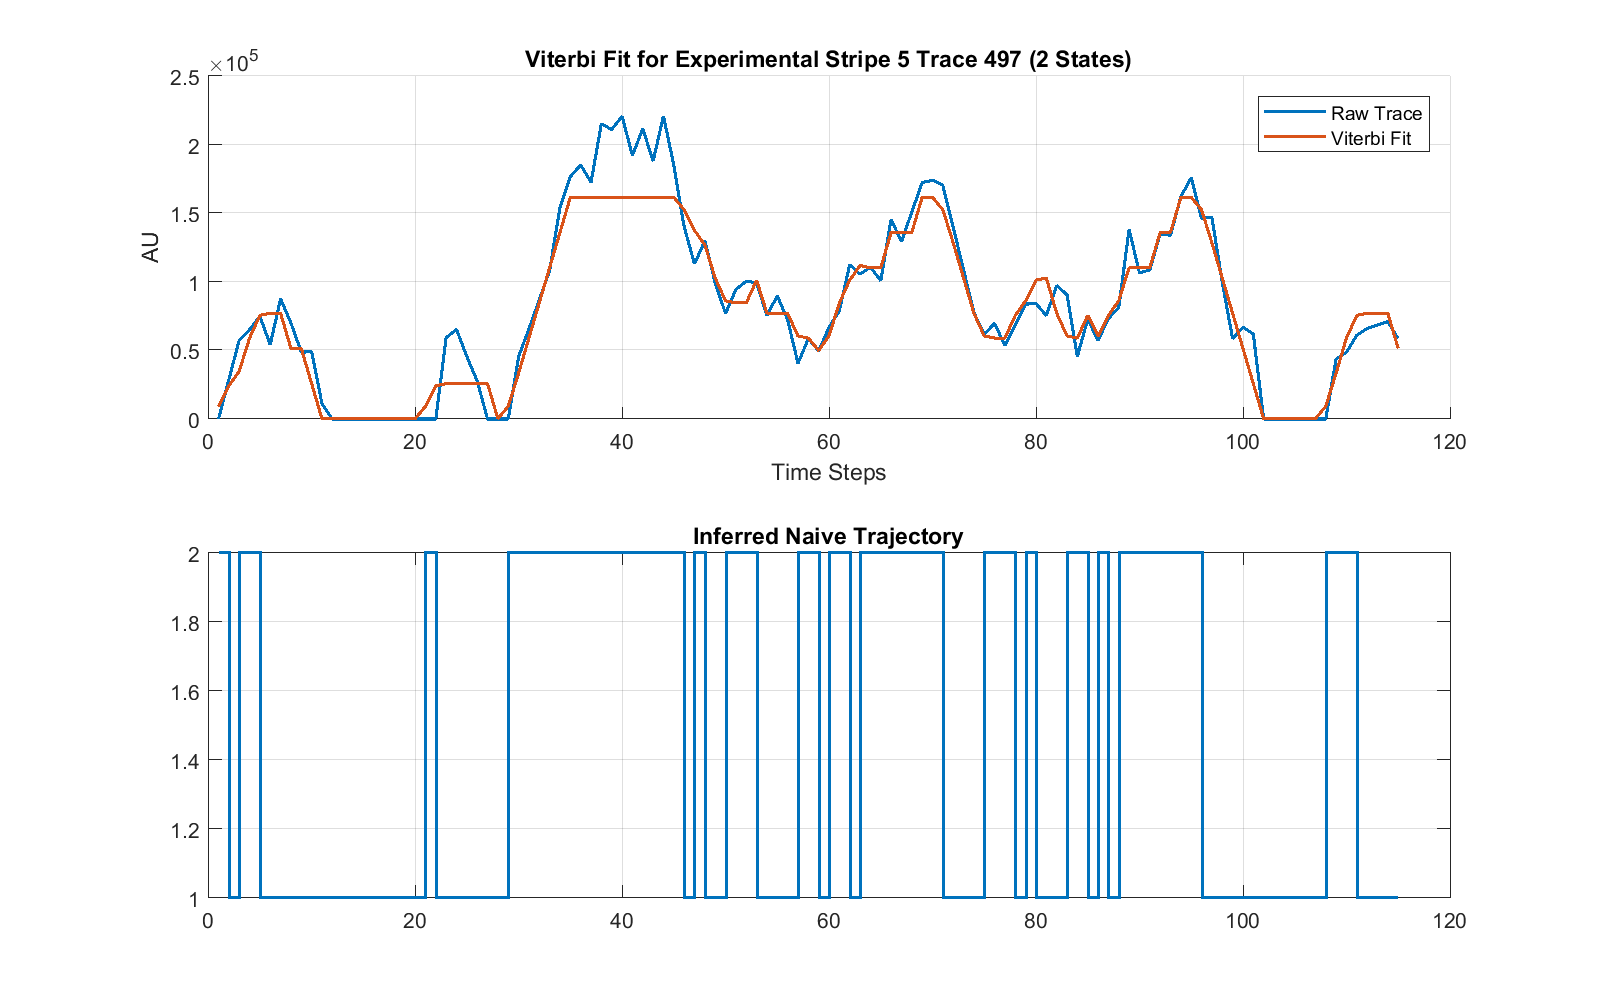 Viterbi Fit for Experimental Stripe 5 Trace 497 (2 States)
×10^5
2.5
2
1.5
1
0.5
0
AU
Raw Trace
Viterbi Fit
0 20 40 60 80 100 120
Time Steps
Inferred Naive Trajectory
2
1.8
1.6
1.4
1.2
1
0 20 40 60 80 100 120